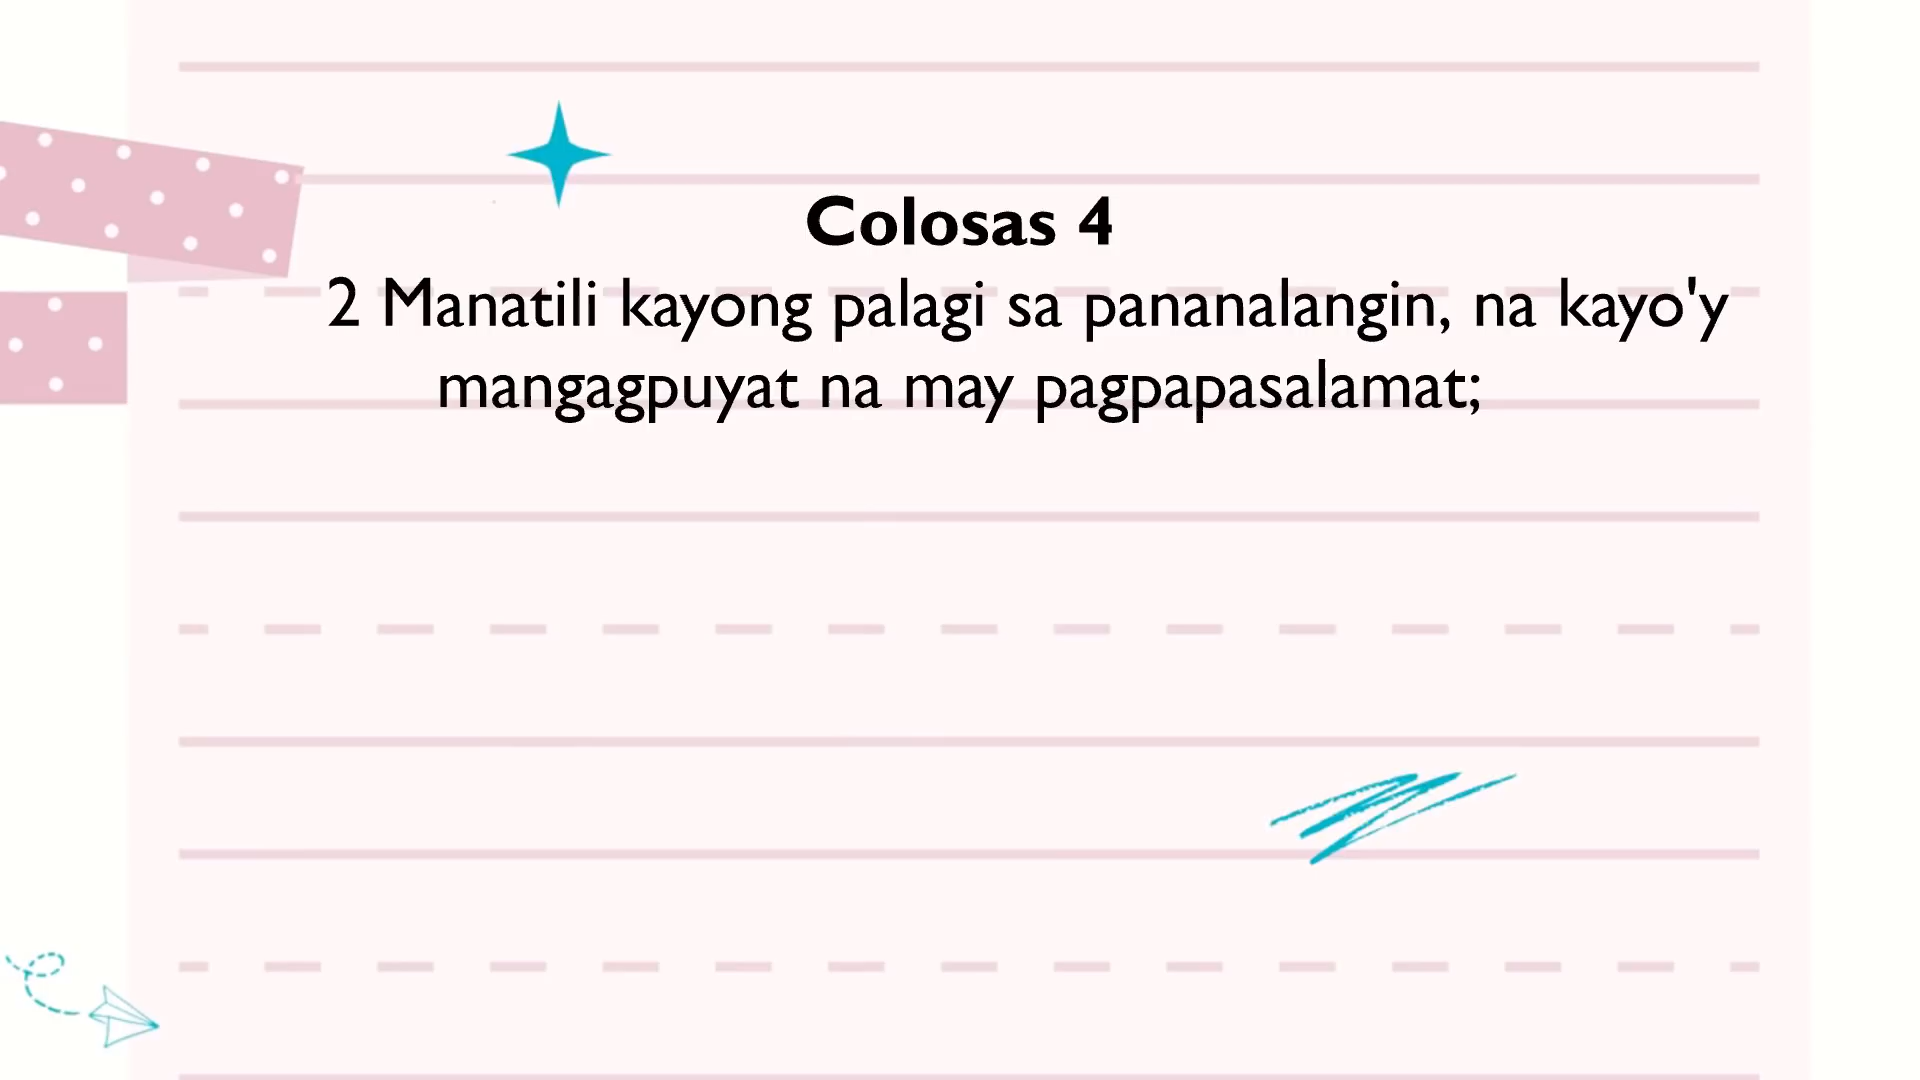 Colosas 4
2 Manatili kayong palagi sa pananalangin, na kayo'y
mangagpuyat na may pagpapasalamat;